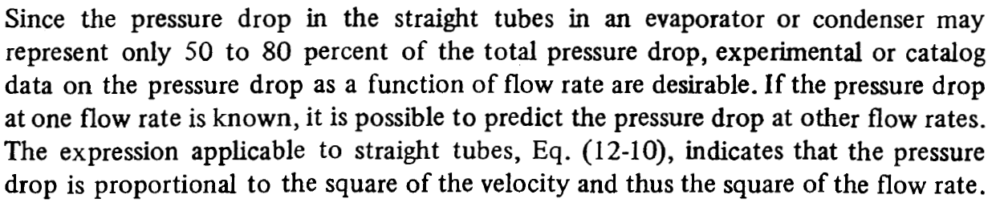 Since the pressure drop in the straight tubes in an evaporator or condenser may
represent only 50 to 80 percent of the total pressure drop, experimental or catalog
data on the pressure drop as a function of flow rate are desirable. If the pressure drop
at one flow rate is known, it is possible to predict the pressure drop at other flow rates.
The expression applicable to straight tubes, Eq. (12-10), indicates that the pressure
drop is proportional to the square of the velocity and thus the square of the flow rate.